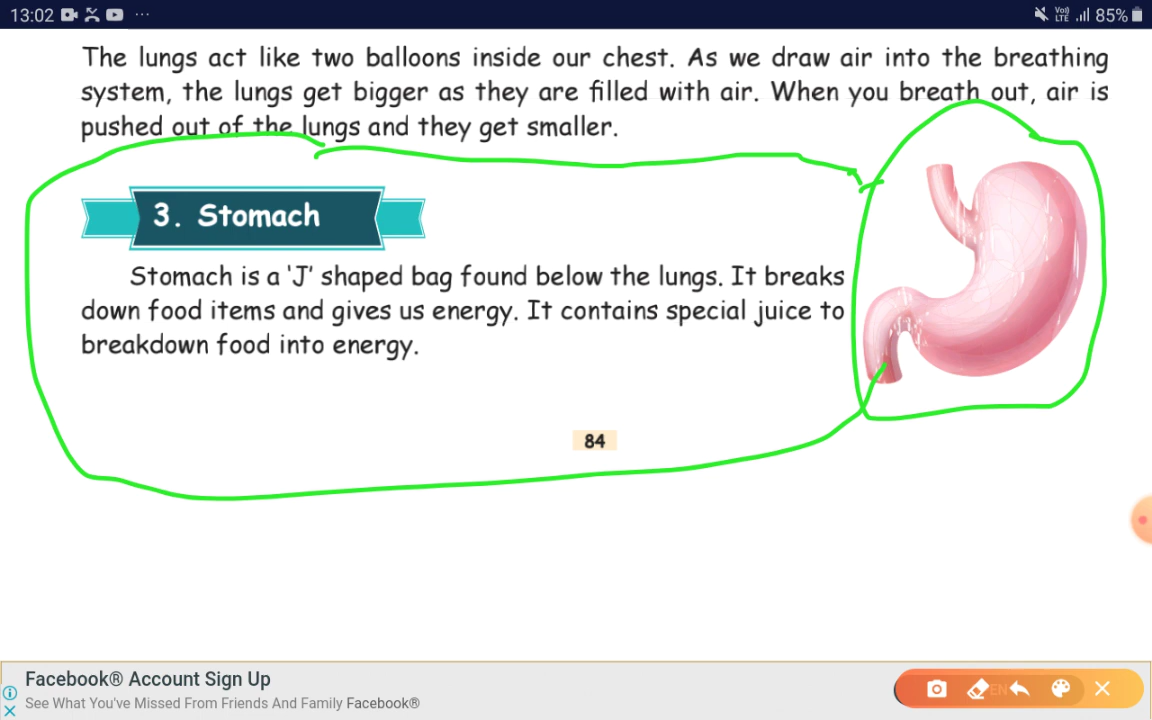 13:02 ...
Vo))
LTE
85%
The lungs act like two balloons inside our chest. As we draw air into the breathing
system, the lungs get bigger as they are filled with air. When you breath out, air is
pushed out of the lungs and they get smaller.
3. Stomach
Stomach is a 'J' shaped bag found below the lungs. It breaks
down food items and gives us energy. It contains special juice to
breakdown food into energy.
84
Facebook® Account Sign Up
See What You've Missed From Friends And Family Facebook®
EN